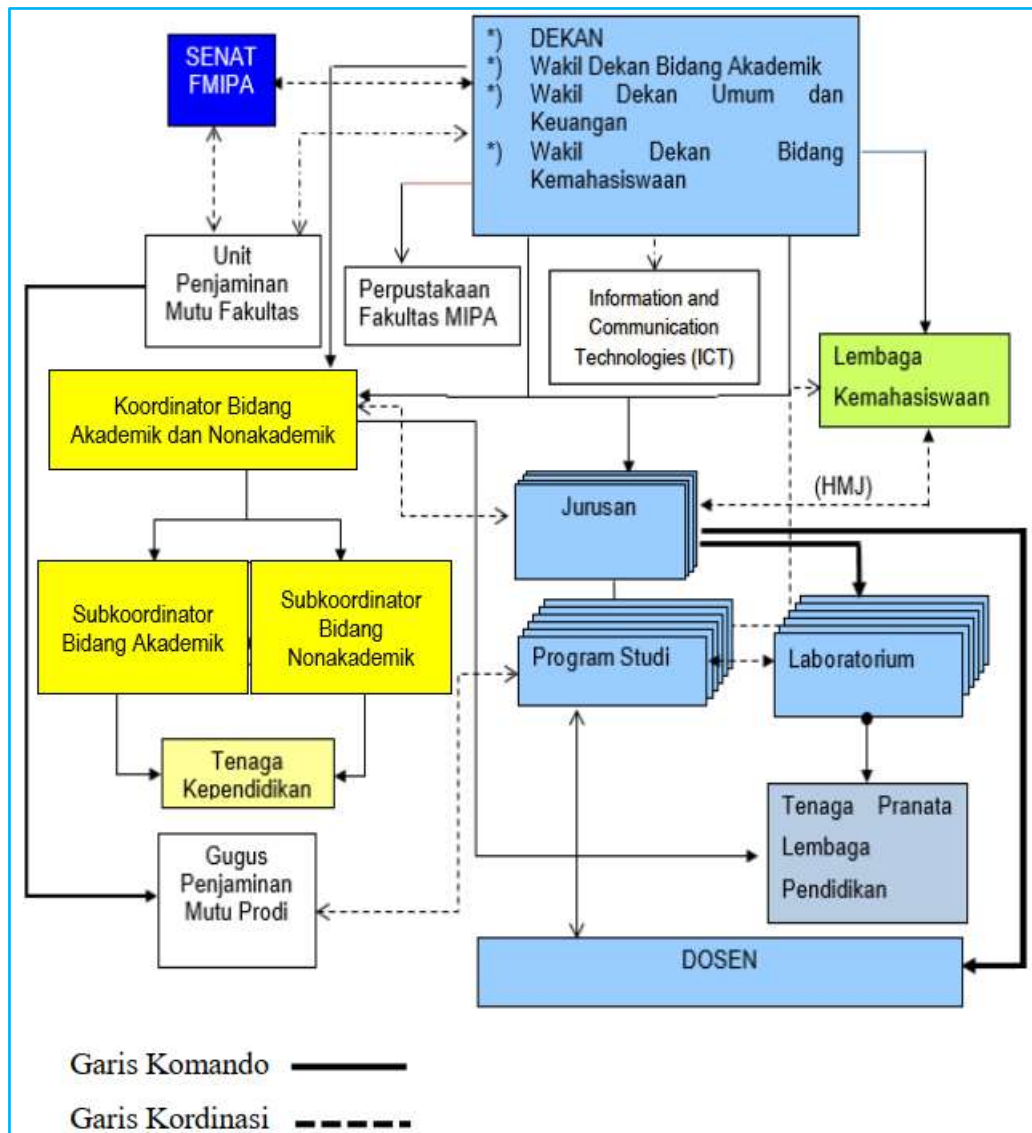 SENAT
FMIPA
*) DEKAN
*) Wakil Dekan Bidang Akademik
*) Wakil Dekan Umum dan
Keuangan
*) Wakil Dekan Bidang
Kemahasiswaan
Unit
Penjaminan
Mutu Fakultas
Perpustakaan
Fakultas MIPA
Information and
Communication
Technologies (ICT)
Lembaga
Kemahasiswaan
Koordinator Bidang
Akademik dan Nonakademik
(HMJ)
Jurusan
Subkoordinator
Bidang Akademik
Subkoordinator
Bidang
Nonakademik
Program Studi
Laboratorium
Tenaga
Kependidikan
Tenaga Pranata
Lembaga
Pendidikan
Gugus
Penjaminan
Mutu Prodi
DOSEN
Garis Komando
Garis Kordinasi